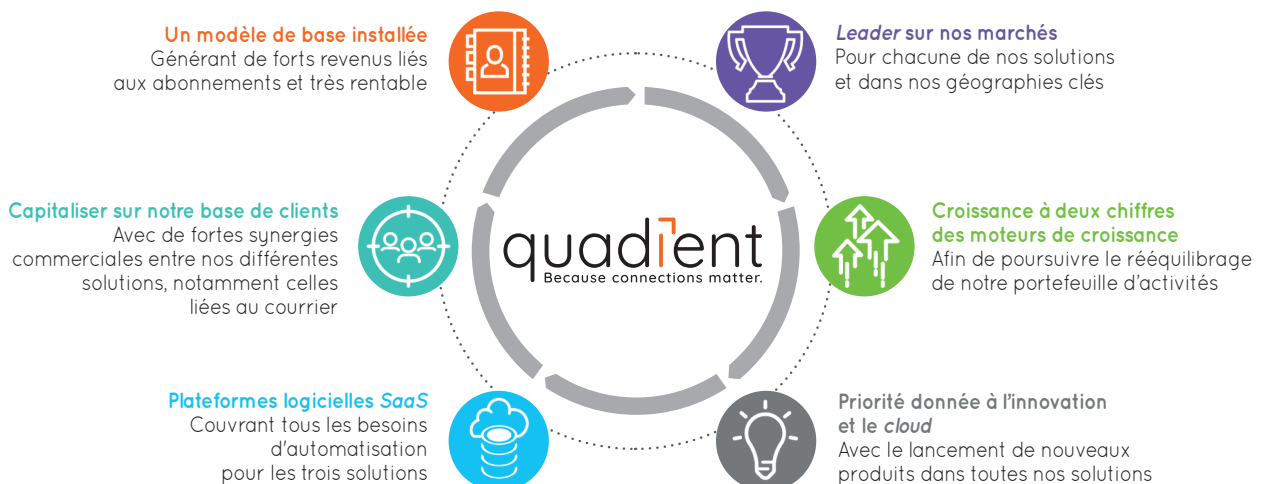 Un modèle de base installée
Générant de forts revenus liés
aux abonnements et très rentable
Leader sur nos marchés
Pour chacune de nos solutions
et dans nos géographies clés
Capitaliser sur notre base de clients
Avec de fortes synergies
commerciales entre nos différentes
solutions, notamment celles
liées au courrier
quadient
Because connections matter.
Croissance à deux chiffres
des moteurs de croissance
Afin de poursuivre le rééquilibrage
de notre portefeuille d'activités
Plateformes logicielles SaaS
Couvrant tous les besoins
d'automatisation
pour les trois solutions
Priorité donnée à l'innovation
et le cloud
Avec le lancement de nouveaux
produits dans toutes nos solutions